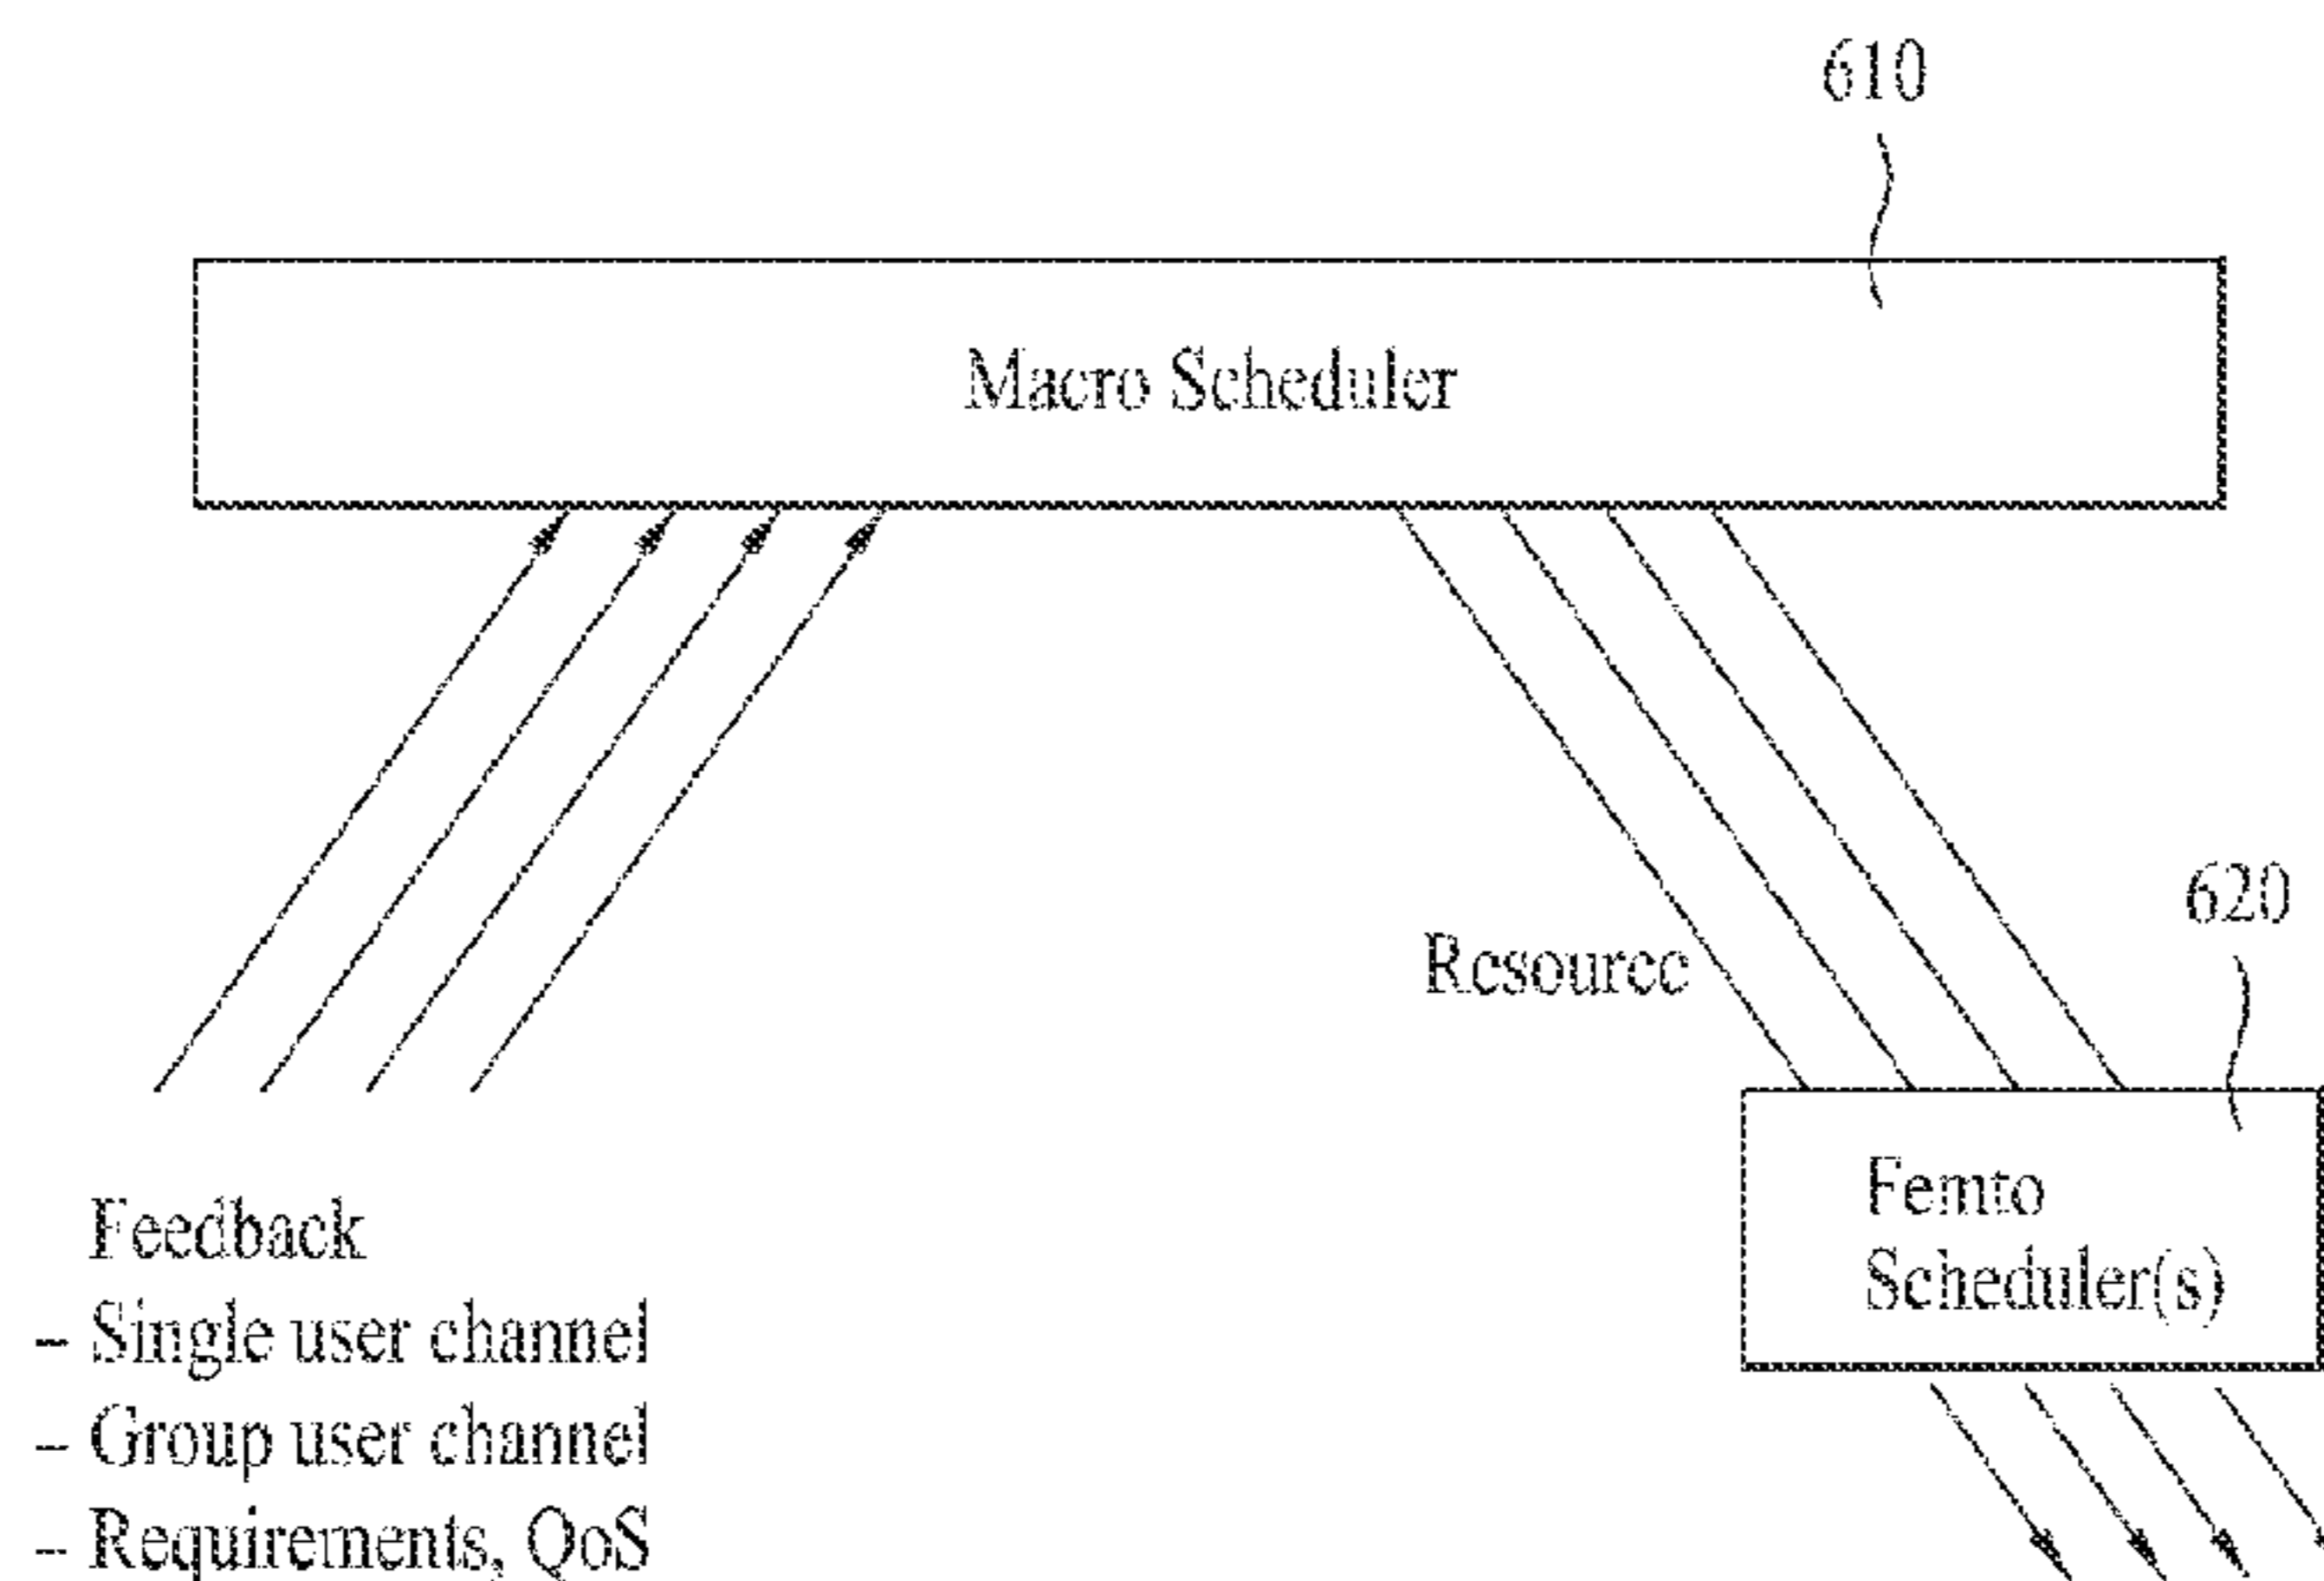 610
Macro Scheduler
Resource
620
Femto
Scheduler(s)
Feedback
– Single user channel
– Group user channel
– Requirements, QoS